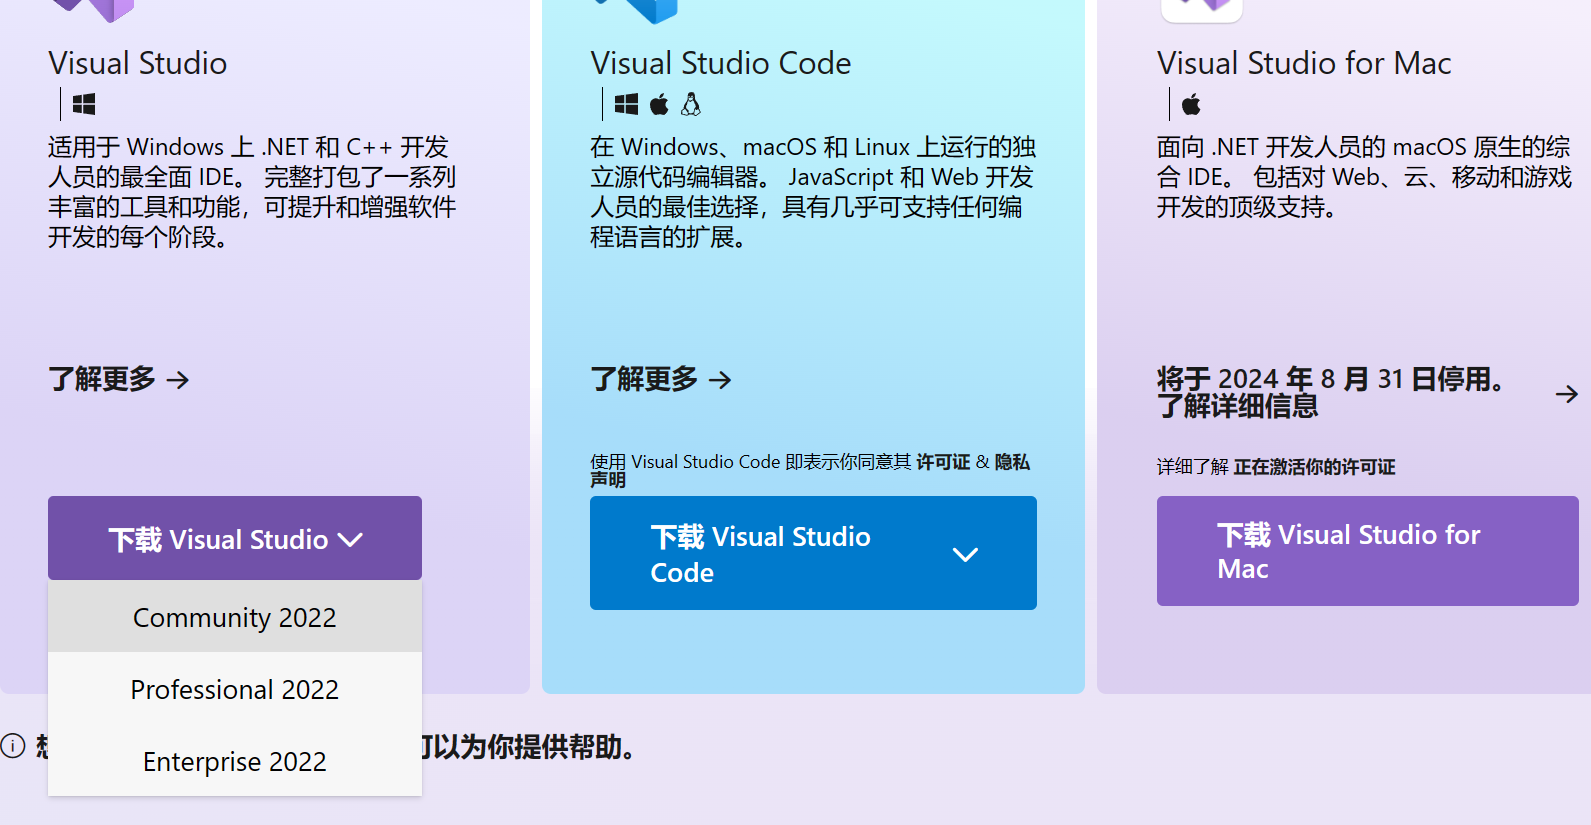 Visual Studio
适用于 Windows 上 .NET 和 C++ 开发
人员的最全面 IDE。 完整打包了一系列
丰富的工具和功能，可提升和增强软件
开发的每个阶段。
了解更多
下载 Visual Studio
Community 2022
Professional 2022
Enterprise 2022
Visual Studio Code
在 Windows、macOS 和 Linux 上运行的独
立源代码编辑器。 JavaScript 和 Web 开发
人员的最佳选择，具有几乎可支持任何编
程语言的扩展。
了解更多
使用 Visual Studio Code 即表示你同意其 许可证 & 隐私
声明
下载 Visual Studio
Code
Visual Studio for Mac
面向 .NET 开发人员的 macOS 原生的综
合 IDE。 包括对 Web、云、移动和游戏
开发的顶级支持。
将于 2024 年 8 月 31 日停用。
了解详细信息
详细了解 正在激活你的许可证
下载 Visual Studio for
Mac
以为你提供帮助。